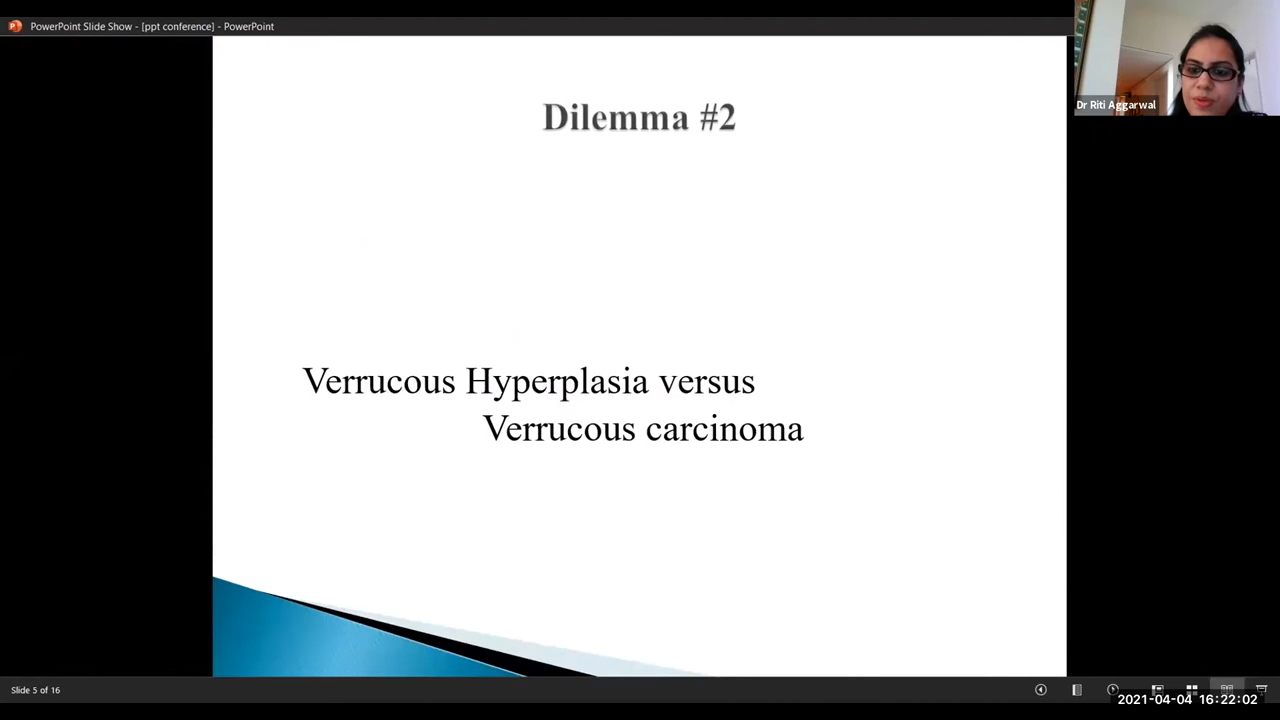 PowerPoint Slide Show - [ppt conference] - PowerPoint
Dr Riti Aggarwal
Dilemma #2
Verrucous Hyperplasia versus
Verrucous carcinoma
Slide 5 of 16
2021-04-04 16:22:02